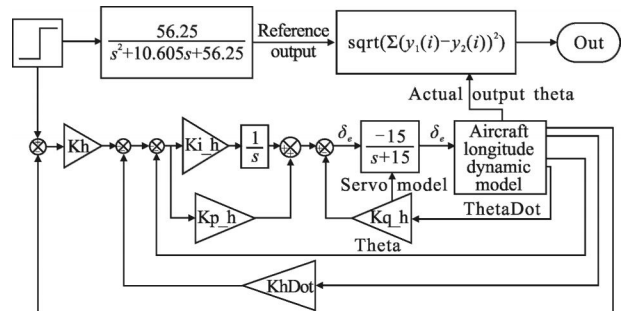 56.25
s²+10.605s+56.25
Reference
output
sqrt(Σ(y₁(i)−y₂(i))²)
Out
Actual output theta
Kh
Ki_h
1
s
δₑ
−15
s+15
δₑ
Aircraft
longitude
dynamic
model
Servo model
Kp_h
Kq_h
ThetaDot
Theta
KhDot